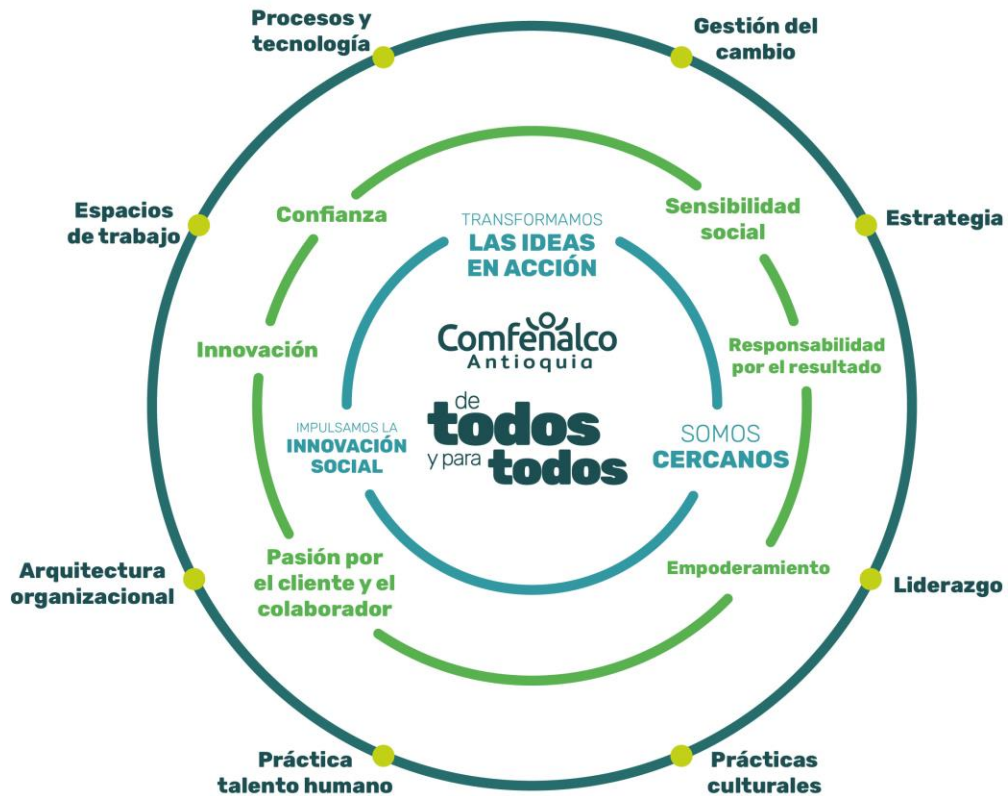 Procesos y
tecnología
Gestión del
cambio
Espacios
de trabajo
Confianza
TRANSFORMAMOS
LAS IDEAS
EN ACCIÓN
Sensibilidad
social
Estrategia
Innovación
Comfenalco
Antioquia
Responsabilidad
por el resultado
IMPULSAMOS LA
INNOVACIÓN
SOCIAL
de
todos
y para
todos
SOMOS
CERCANOS
Arquitectura
organizacional
Pasión por
el cliente y el
colaborador
Empoderamiento
Liderazgo
Práctica
talento humano
Prácticas
culturales